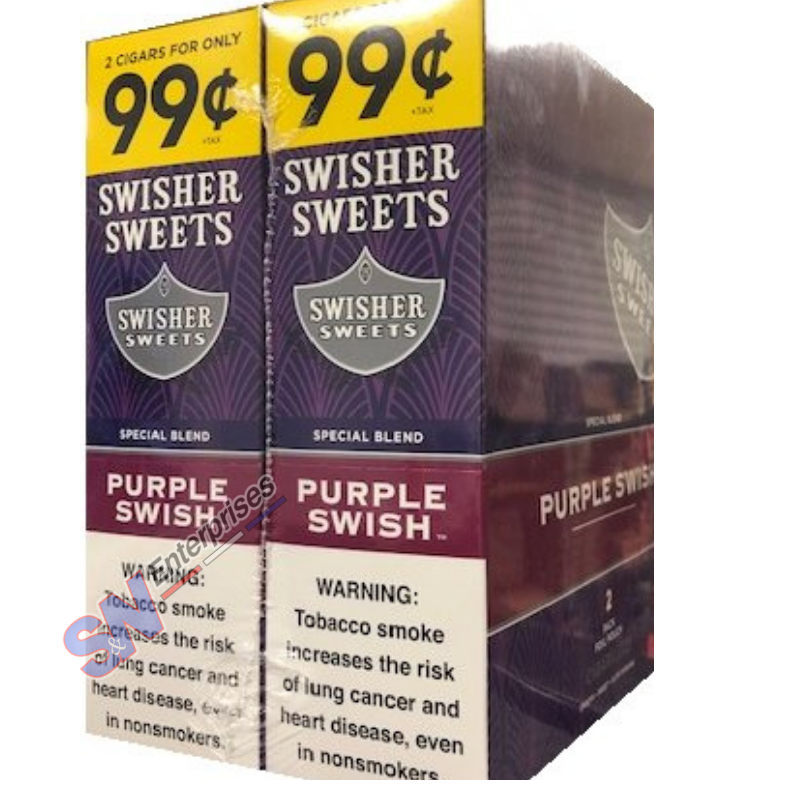 2 CIGARS FOR ONLY
99¢
+TAX
SWISHER
SWEETS
SWISHER
SWEETS
SPECIAL BLEND
PURPLE
SWISH
WARNING:
Tobacco smoke
increases the risk
of lung cancer and
heart disease, even
in nonsmokers.
99¢
+TAX
SWISHER
SWEETS
SWISHER
SWEETS
SPECIAL BLEND
PURPLE
SWISH™
WARNING:
Tobacco smoke
increases the risk
of lung cancer and
heart disease, even
in nonsmokers
SPECIAL BLEND
PURPLE SWISH
2
PACK
S&N Enterprises